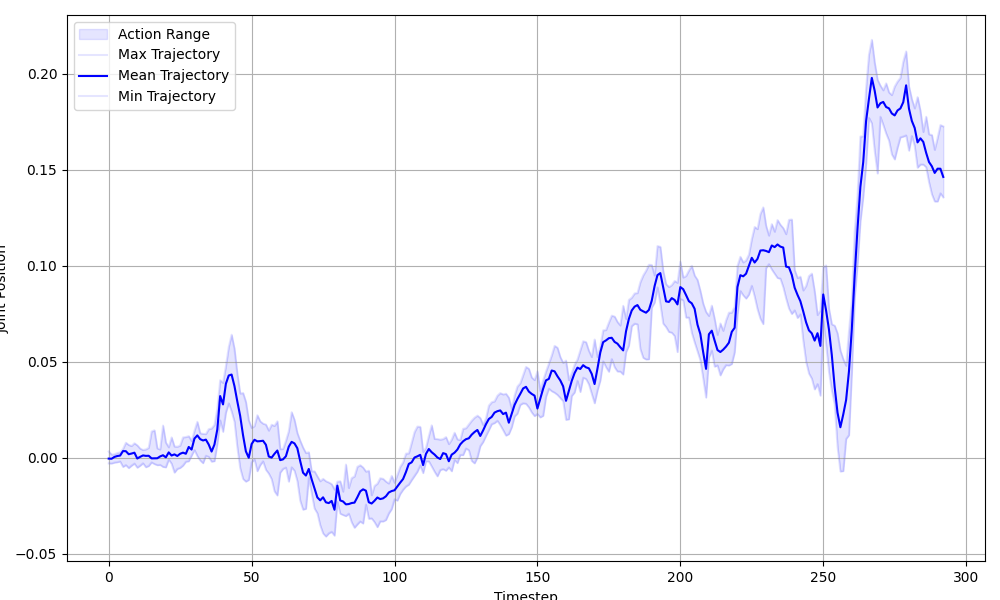 Action Range
Max Trajectory
Mean Trajectory
Min Trajectory
0.20
0.15
0.10
0.05
0.00
−0.05
Joint Position
0
50
100
150
200
250
300
Timestep